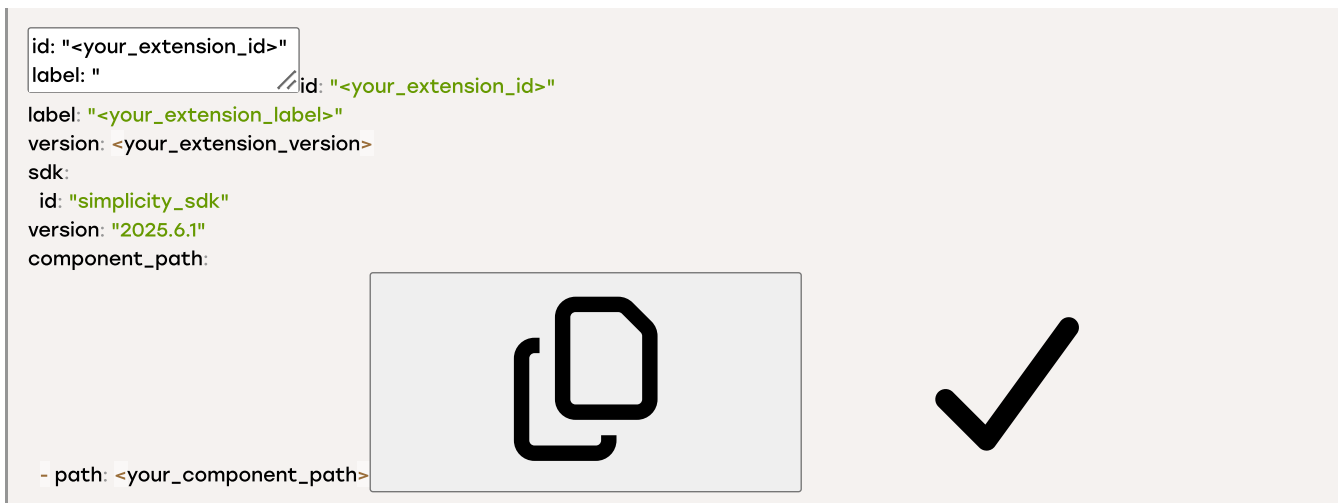 id: "<your_extension_id>"
label: "
id: "<your_extension_id>"
label: "<your_extension_label>"
version: <your_extension_version>
sdk:
  id: "simplicity_sdk"
version: "2025.6.1"
component_path:
  - path: <your_component_path>